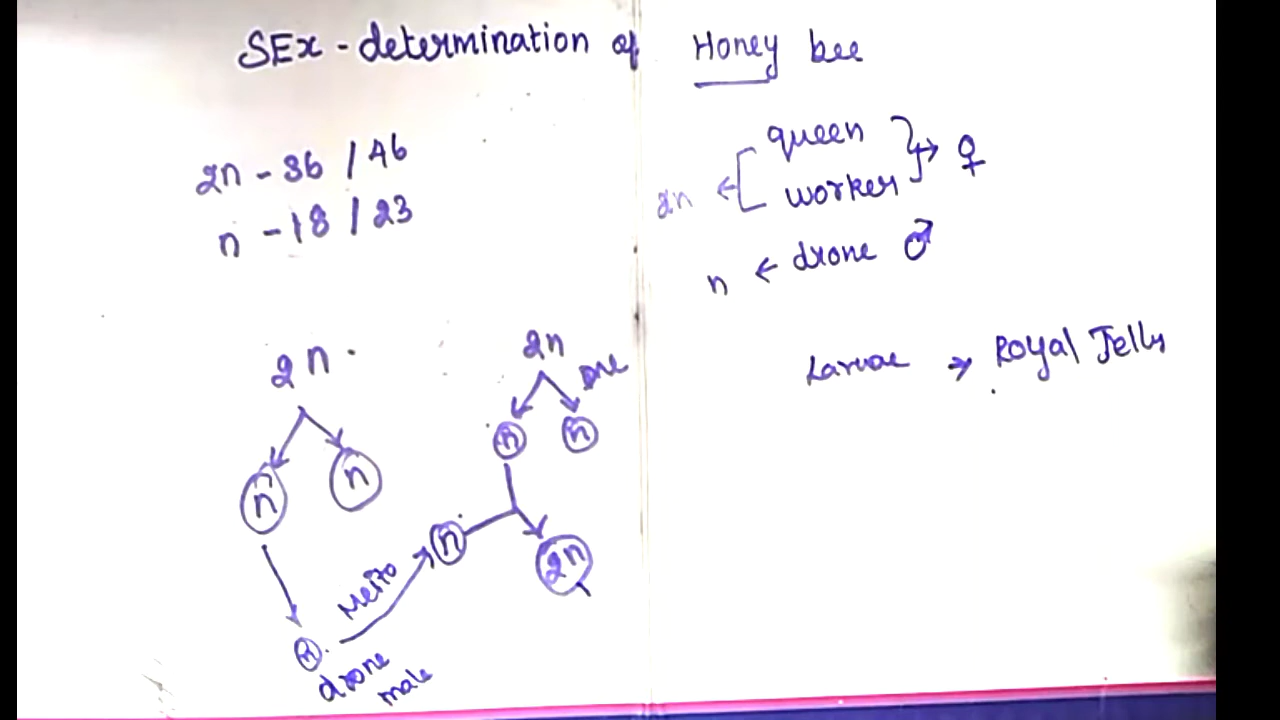 SEx - determination of Honey bee
2n - 36 / 46
n - 18 / 23
queen
2n ← worker → ♀
n ← drone ♂
Larvae → Royal Jelly
2n
n n
n
drone
male
2n
n n
n
2n